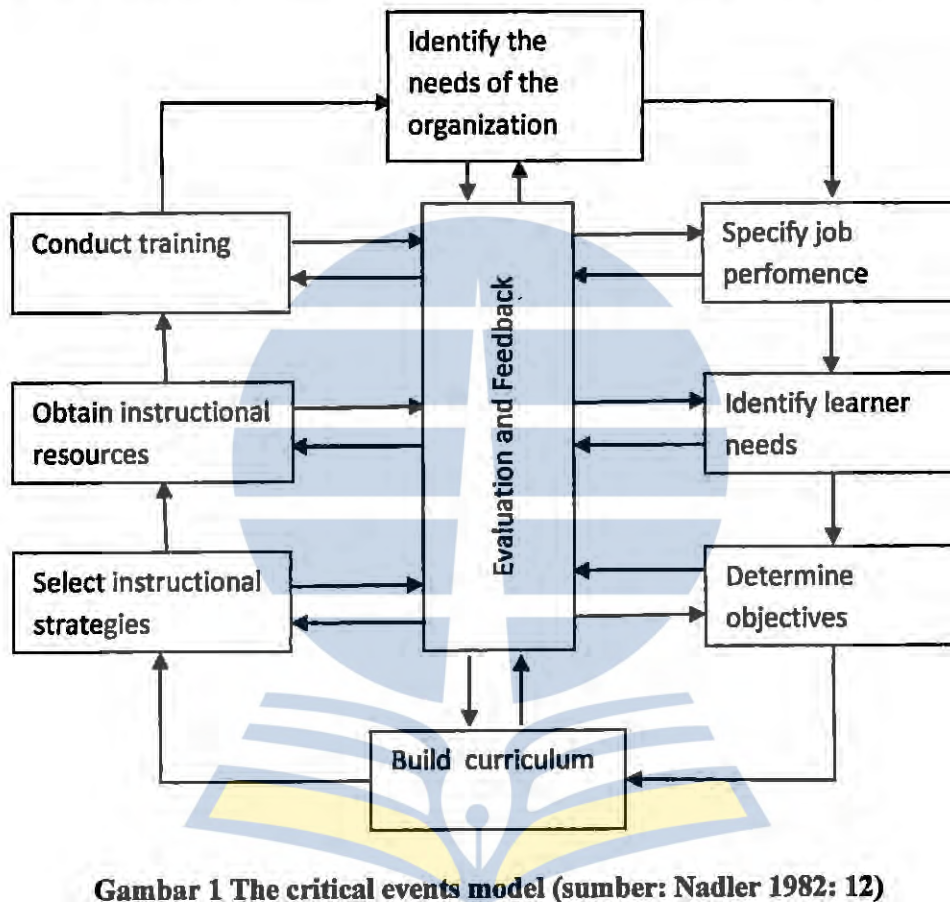 Identify the
needs of the
organization
Conduct training
Specify job
perfomence
Evaluation and Feedback
Obtain instructional
resources
Identify learner
needs
Select instructional
strategies
Determine
objectives
Build curriculum
Gambar 1 The critical events model (sumber: Nadler 1982: 12)